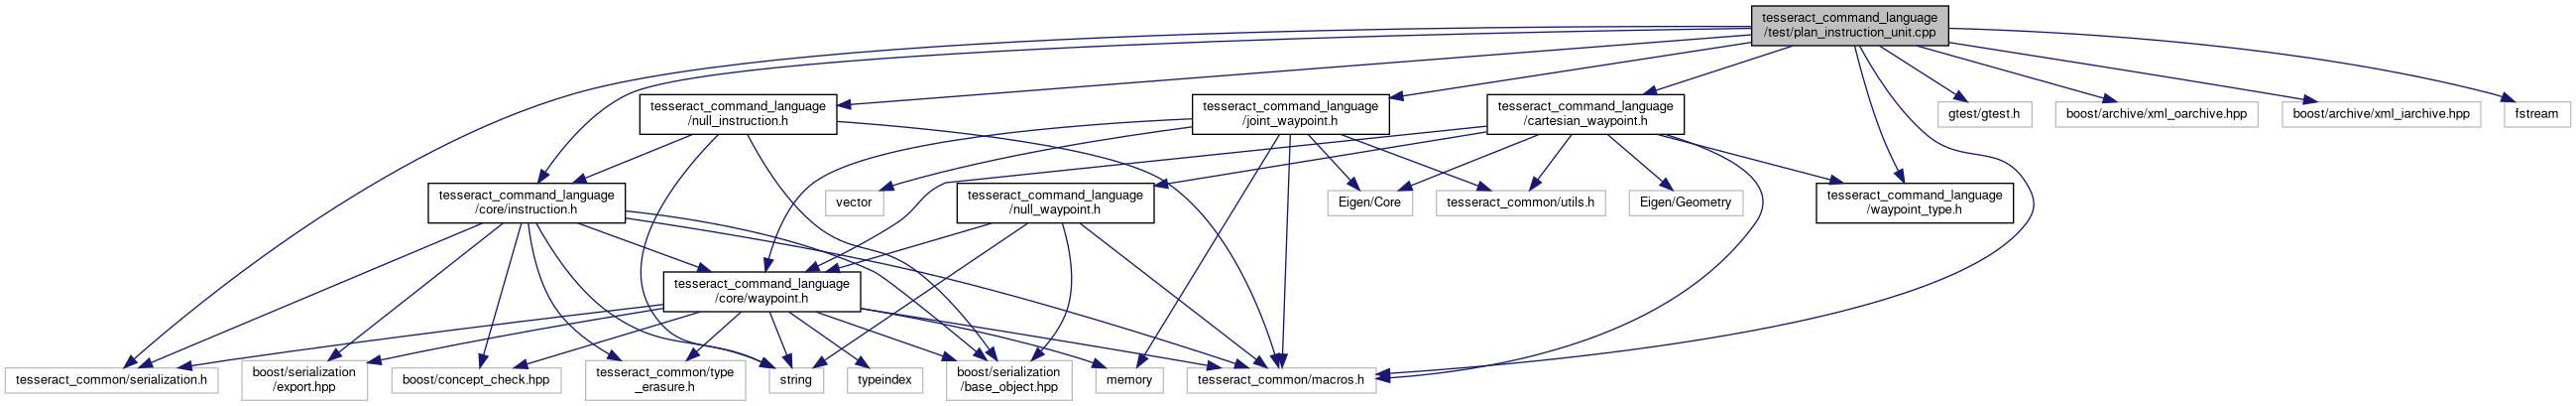 tesseract_command_language
/test/plan_instruction_unit.cpp
tesseract_command_language
/null_instruction.h
tesseract_command_language
/joint_waypoint.h
tesseract_command_language
/cartesian_waypoint.h
gtest/gtest.h
boost/archive/xml_oarchive.hpp
boost/archive/xml_iarchive.hpp
fstream
tesseract_command_language
/core/instruction.h
vector
tesseract_command_language
/null_waypoint.h
Eigen/Core
tesseract_common/utils.h
Eigen/Geometry
tesseract_command_language
/waypoint_type.h
tesseract_command_language
/core/waypoint.h
tesseract_common/serialization.h
boost/serialization
/export.hpp
boost/concept_check.hpp
tesseract_common/type
_erasure.h
string
typeindex
boost/serialization
/base_object.hpp
memory
tesseract_common/macros.h